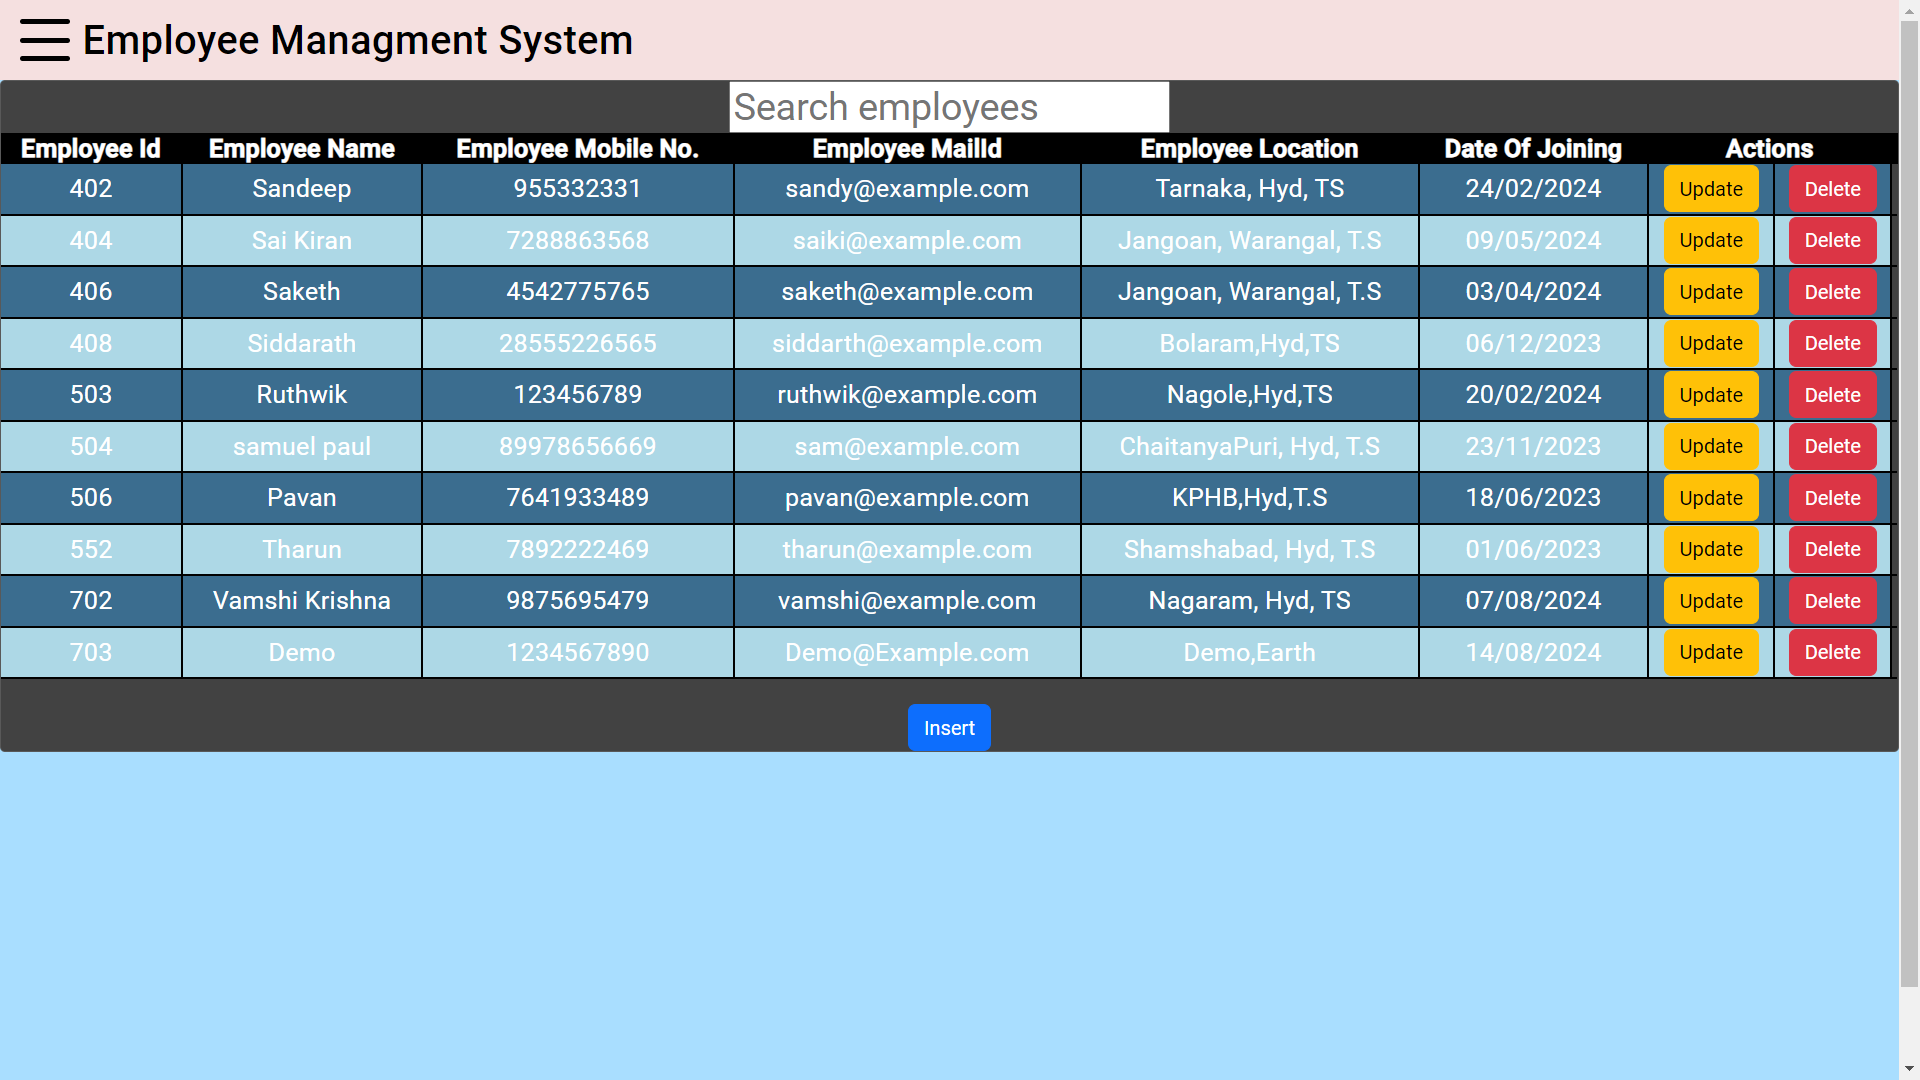 Employee Managment System
Search employees
Employee Id Employee Name Employee Mobile No. Employee MailId Employee Location Date Of Joining Actions
402 Sandeep 955332331 sandy@example.com Tarnaka, Hyd, TS 24/02/2024 Update Delete
404 Sai Kiran 7288863568 saiki@example.com Jangoan, Warangal, T.S 09/05/2024 Update Delete
406 Saketh 4542775765 saketh@example.com Jangoan, Warangal, T.S 03/04/2024 Update Delete
408 Siddarath 28555226565 siddarth@example.com Bolaram,Hyd,TS 06/12/2023 Update Delete
503 Ruthwik 123456789 ruthwik@example.com Nagole,Hyd,TS 20/02/2024 Update Delete
504 samuel paul 89978656669 sam@example.com ChaitanyaPuri, Hyd, T.S 23/11/2023 Update Delete
506 Pavan 7641933489 pavan@example.com KPHB,Hyd,T.S 18/06/2023 Update Delete
552 Tharun 7892222469 tharun@example.com Shamshabad, Hyd, T.S 01/06/2023 Update Delete
702 Vamshi Krishna 9875695479 vamshi@example.com Nagaram, Hyd, TS 07/08/2024 Update Delete
703 Demo 1234567890 Demo@Example.com Demo,Earth 14/08/2024 Update Delete
Insert